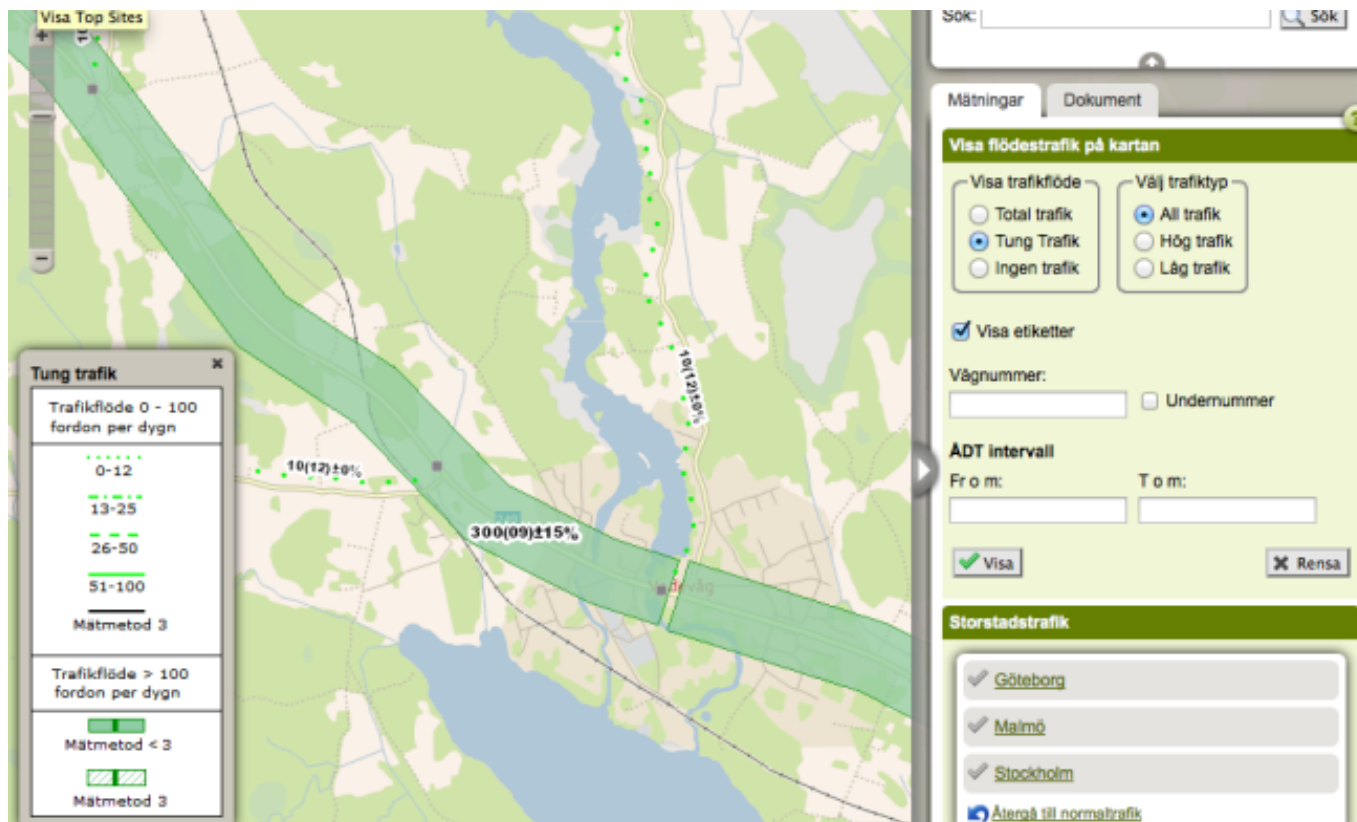 Visa Top Sites
10
10(12)±0%
10(12)±0%
300(09)±15%
Tung trafik
Trafikflöde 0 - 100
fordon per dygn
0-12
13-25
26-50
51-100
Mätmetod 3
Trafikflöde > 100
fordon per dygn
Mätmetod < 3
Mätmetod 3
Sök:
Sök
Mätningar
Dokument
?
Visa flödestrafik på kartan
Visa trafikflöde
Total trafik
Tung Trafik
Ingen trafik
Välj trafiktyp
All trafik
Hög trafik
Låg trafik
Visa etiketter
Vägnummer:
Undernummer
ÅDT intervall
Fr o m:
T o m:
Visa
Rensa
Storstadstrafik
Göteborg
Malmö
Stockholm
Återgå till normaltrafik